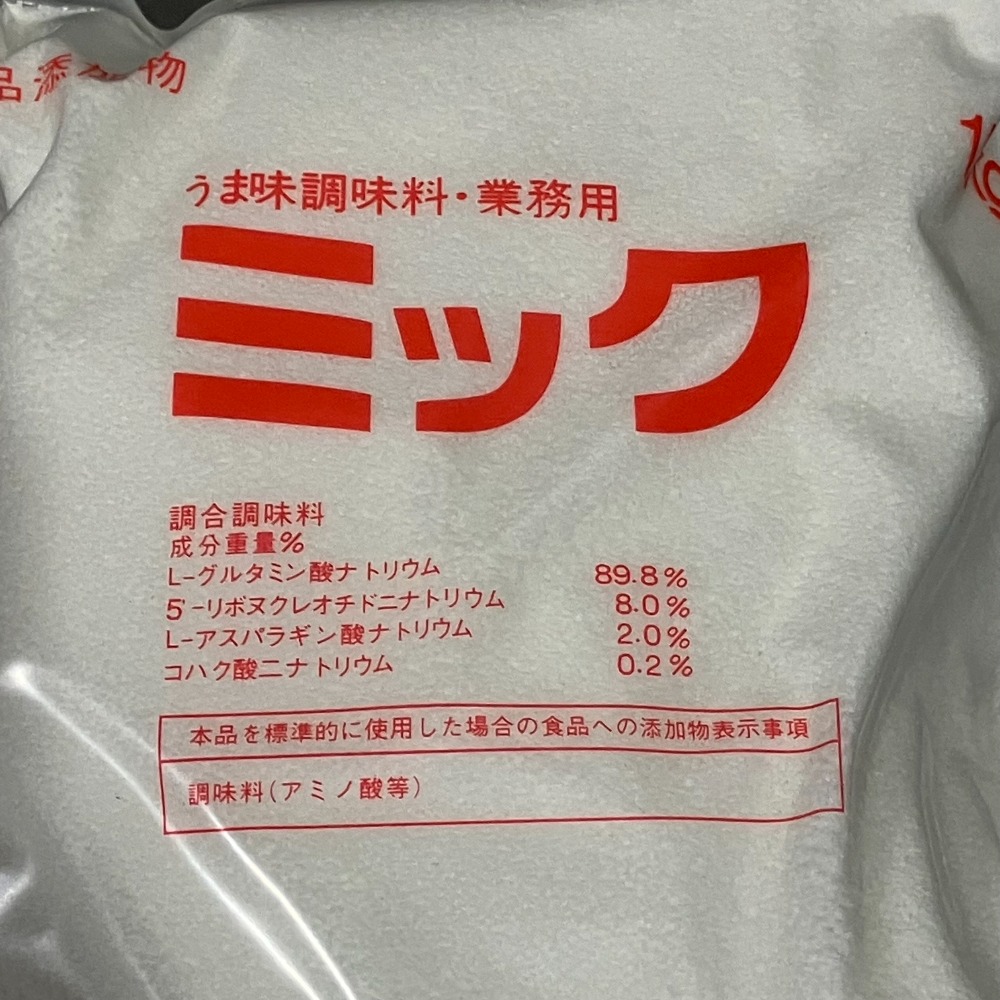 品添加物
Kg
うま味調味料・業務用
ミック
調合調味料
成分重量%
L-グルタミン酸ナトリウム 89.8%
5'-リボヌクレオチドニナトリウム 8.0%
L-アスパラギン酸ナトリウム 2.0%
コハク酸二ナトリウム 0.2%
本品を標準的に使用した場合の食品への添加物表示事項
調味料(アミノ酸等)